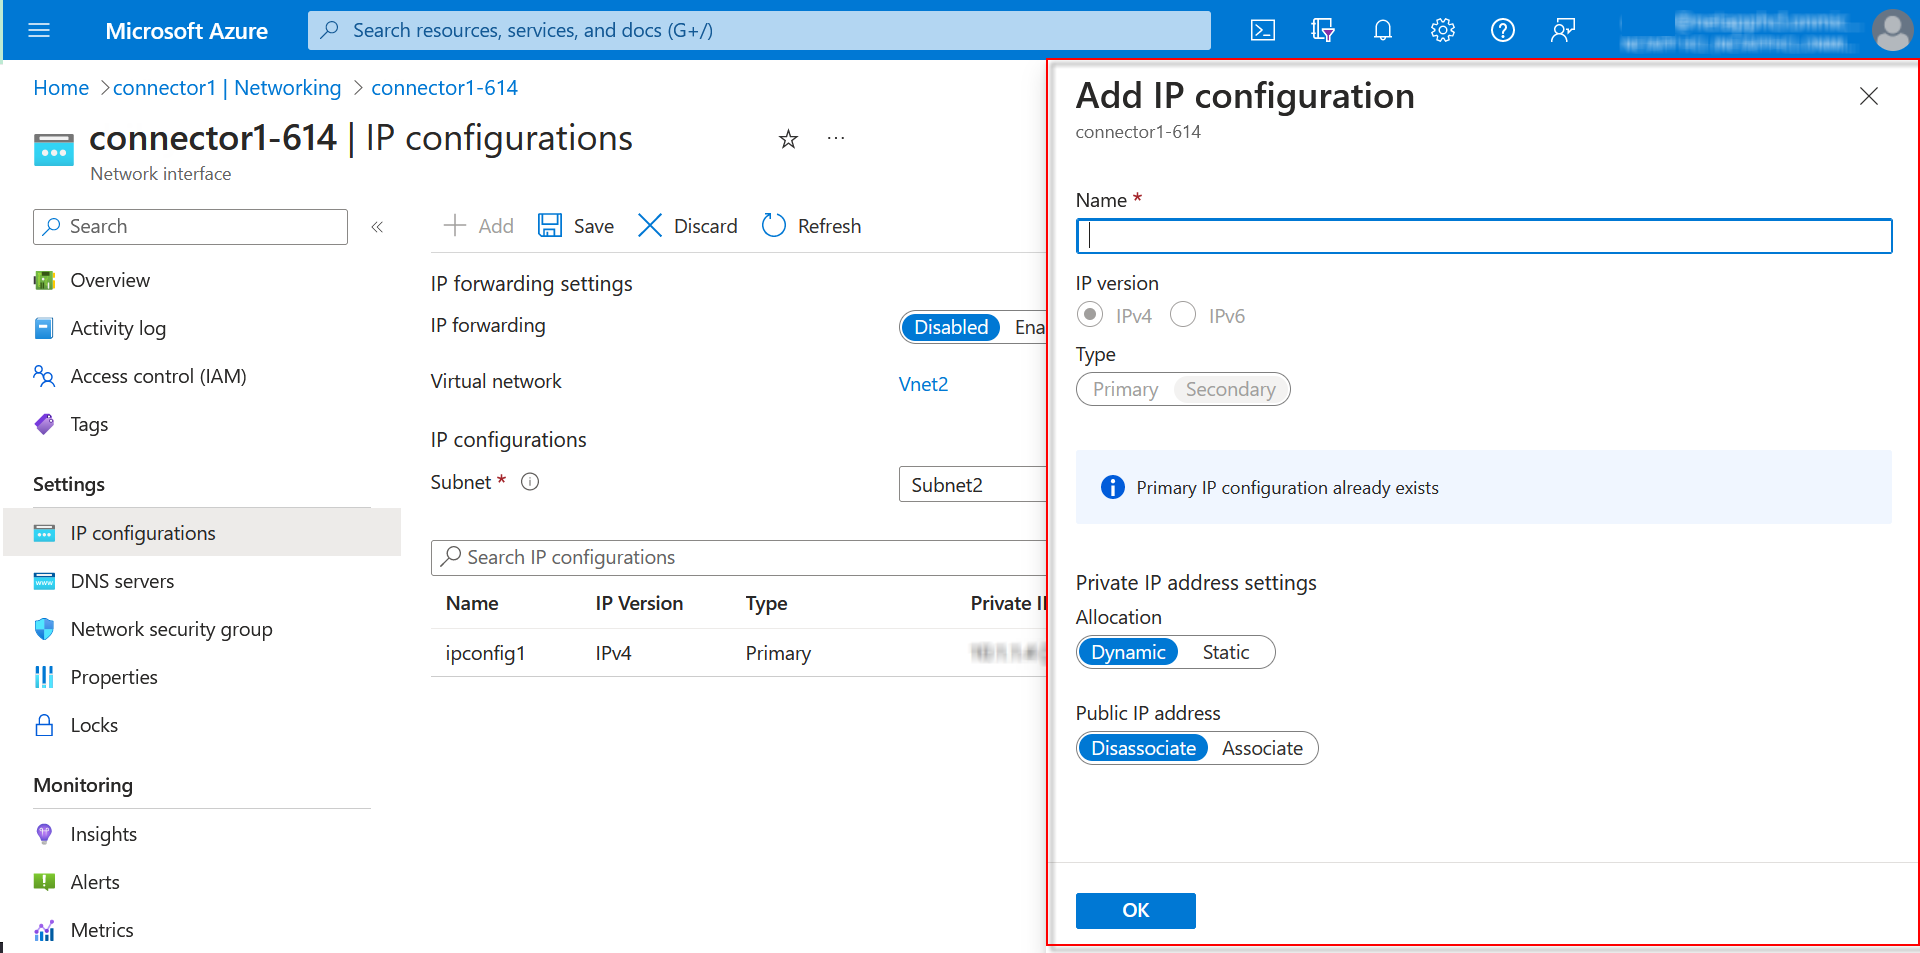 Microsoft Azure
Search resources, services, and docs (G+/)
Home > connector1 | Networking > connector1-614
connector1-614 | IP configurations
Network interface
Search
Overview
Activity log
Access control (IAM)
Tags
Settings
IP configurations
DNS servers
Network security group
Properties
Locks
Monitoring
Insights
Alerts
Metrics
Add Save Discard Refresh
IP forwarding settings
IP forwarding Disabled Ena
Virtual network Vnet2
IP configurations
Subnet * Subnet2
Search IP configurations
Name IP Version Type Private I
ipconfig1 IPv4 Primary
Add IP configuration
connector1-614
Name *
IP version
IPv4 IPv6
Type
Primary Secondary
Primary IP configuration already exists
Private IP address settings
Allocation
Dynamic Static
Public IP address
Disassociate Associate
OK